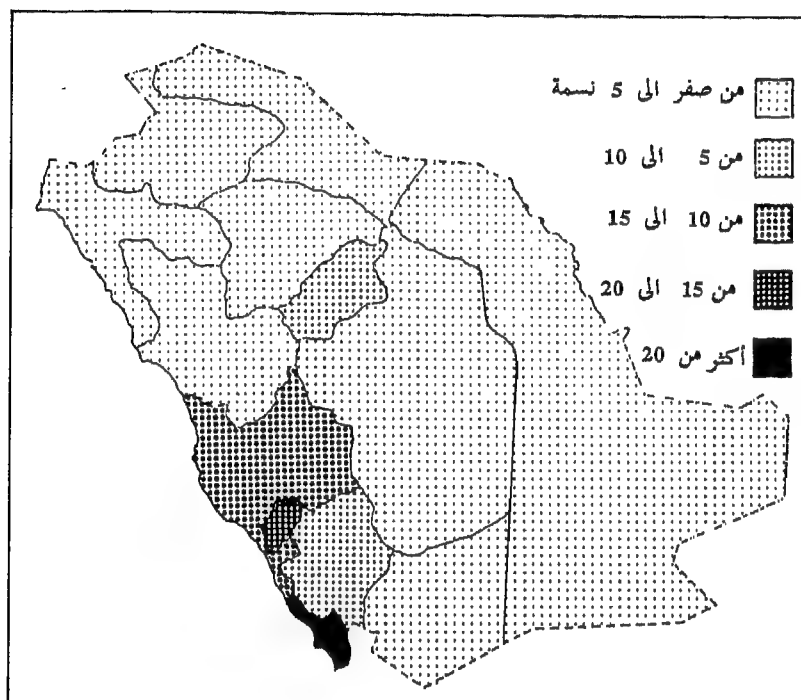 من صفر الى 5 نسمة
من 5 الى 10
من 10 الى 15
من 15 الى 20
أكثر من 20